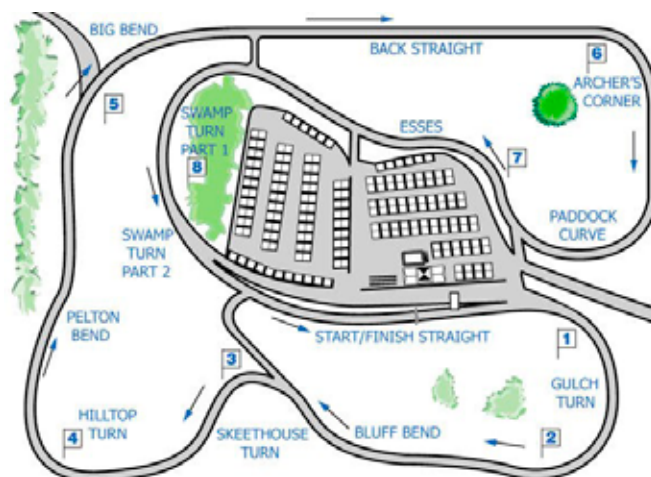 BIG BEND
BACK STRAIGHT
6
ARCHER'S
CORNER
5
SWAMP
TURN
PART 1
8
ESSES
7
SWAMP
TURN
PART 2
PADDOCK
CURVE
PELTON
BEND
START/FINISH STRAIGHT
1
3
GULCH
TURN
HILLTOP
TURN
4
SKEETHOUSE
TURN
BLUFF BEND
2